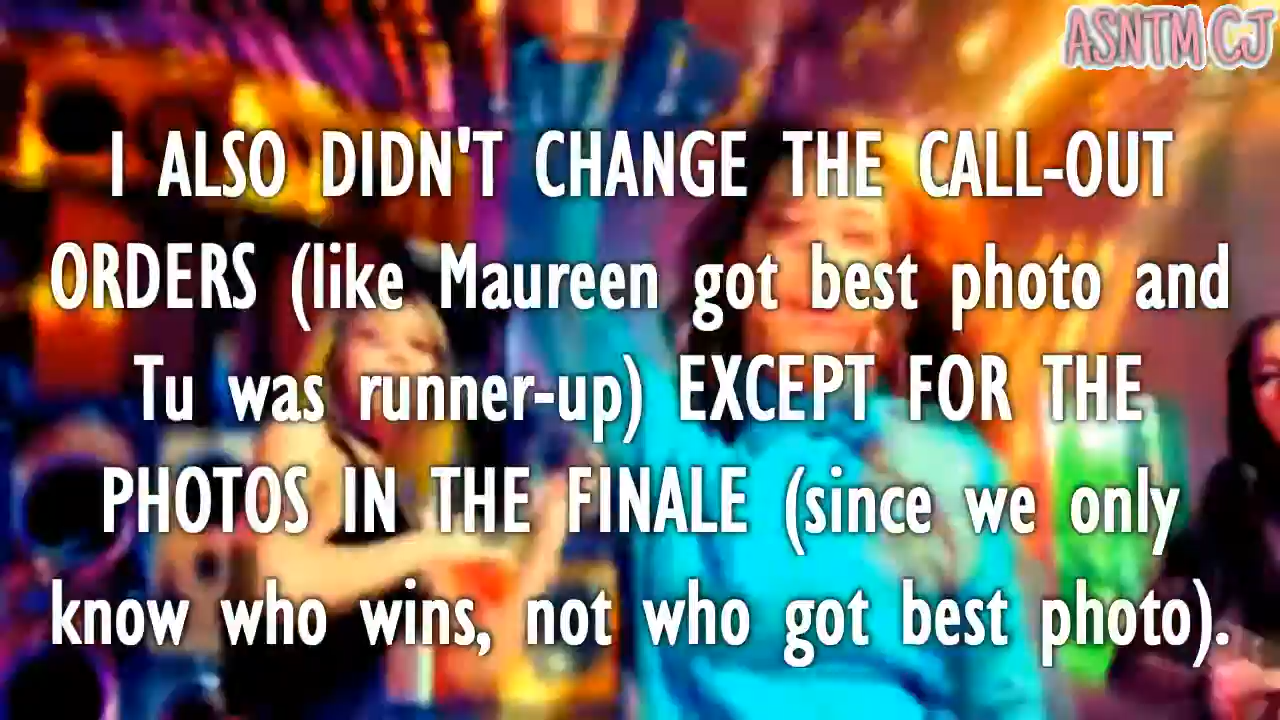 ASNTM CJ
I ALSO DIDN'T CHANGE THE CALL-OUT
ORDERS (like Maureen got best photo and
Tu was runner-up) EXCEPT FOR THE
PHOTOS IN THE FINALE (since we only
know who wins, not who got best photo).